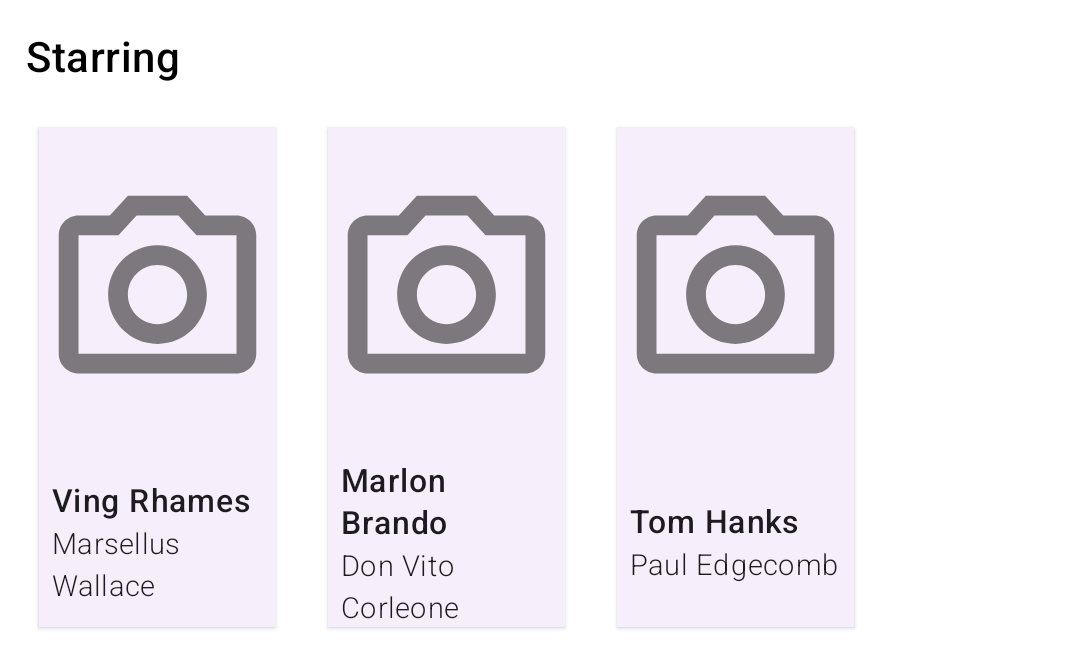 Starring
Ving Rhames
Marsellus
Wallace
Marlon
Brando
Don Vito
Corleone
Tom Hanks
Paul Edgecomb